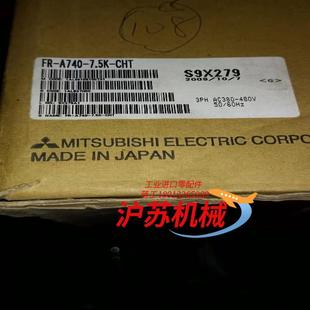 108
FR-A740-7.5K-CHT
S9X279
3PH AC380-480V
50/60Hz
MITSUBISHI ELECTRIC CORPO
MADE IN JAPAN
工业进口零配件
沪苏机械